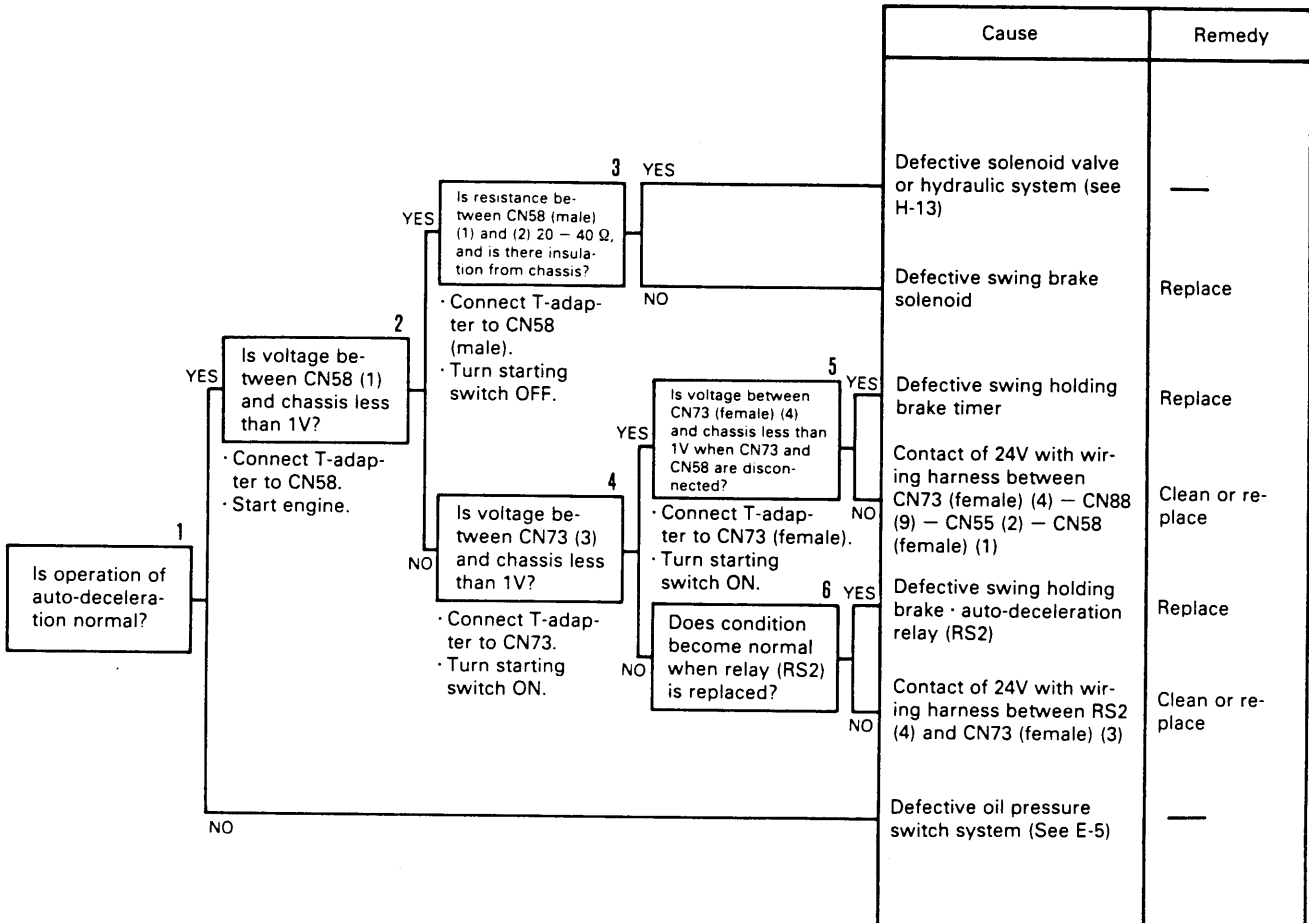 Cause
Remedy
3
YES
Is resistance be-
tween CN58 (male)
(1) and (2) 20 – 40 Ω,
and is there insula-
tion from chassis?
YES
Defective solenoid valve
or hydraulic system (see
H-13)
—
NO
Defective swing brake
solenoid
Replace
· Connect T-adap-
ter to CN58
(male).
· Turn starting
switch OFF.
2
YES
Is voltage be-
tween CN58 (1)
and chassis less
than 1V?
· Connect T-adap-
ter to CN58.
· Start engine.
5
YES
Is voltage between
CN73 (female) (4)
and chassis less than
1V when CN73 and
CN58 are discon-
nected?
YES
Defective swing holding
brake timer
Replace
NO
Contact of 24V with wir-
ing harness between
CN73 (female) (4) – CN88
(9) – CN55 (2) – CN58
(female) (1)
Clean or re-
place
· Connect T-adap-
ter to CN73 (female).
· Turn starting
switch ON.
4
NO
Is voltage be-
tween CN73 (3)
and chassis less
than 1V?
· Connect T-adap-
ter to CN73.
· Turn starting
switch ON.
6
YES
NO
Does condition
become normal
when relay (RS2)
is replaced?
Defective swing holding
brake · auto-deceleration
relay (RS2)
Replace
NO
Contact of 24V with wir-
ing harness between RS2
(4) and CN73 (female) (3)
Clean or re-
place
1
Is operation of
auto-decelera-
tion normal?
NO
Defective oil pressure
switch system (See E-5)
—